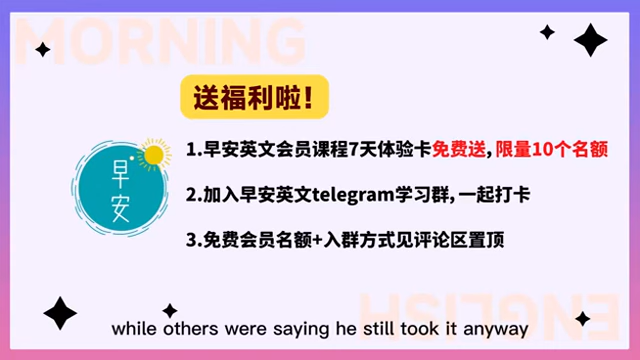 MORNING
送福利啦!
早安
1.早安英文会员课程7天体验卡免费送,限量10个名额
2.加入早安英文telegram学习群,一起打卡
3.免费会员名额+入群方式见评论区置顶
ENGLISH
while others were saying he still took it anyway